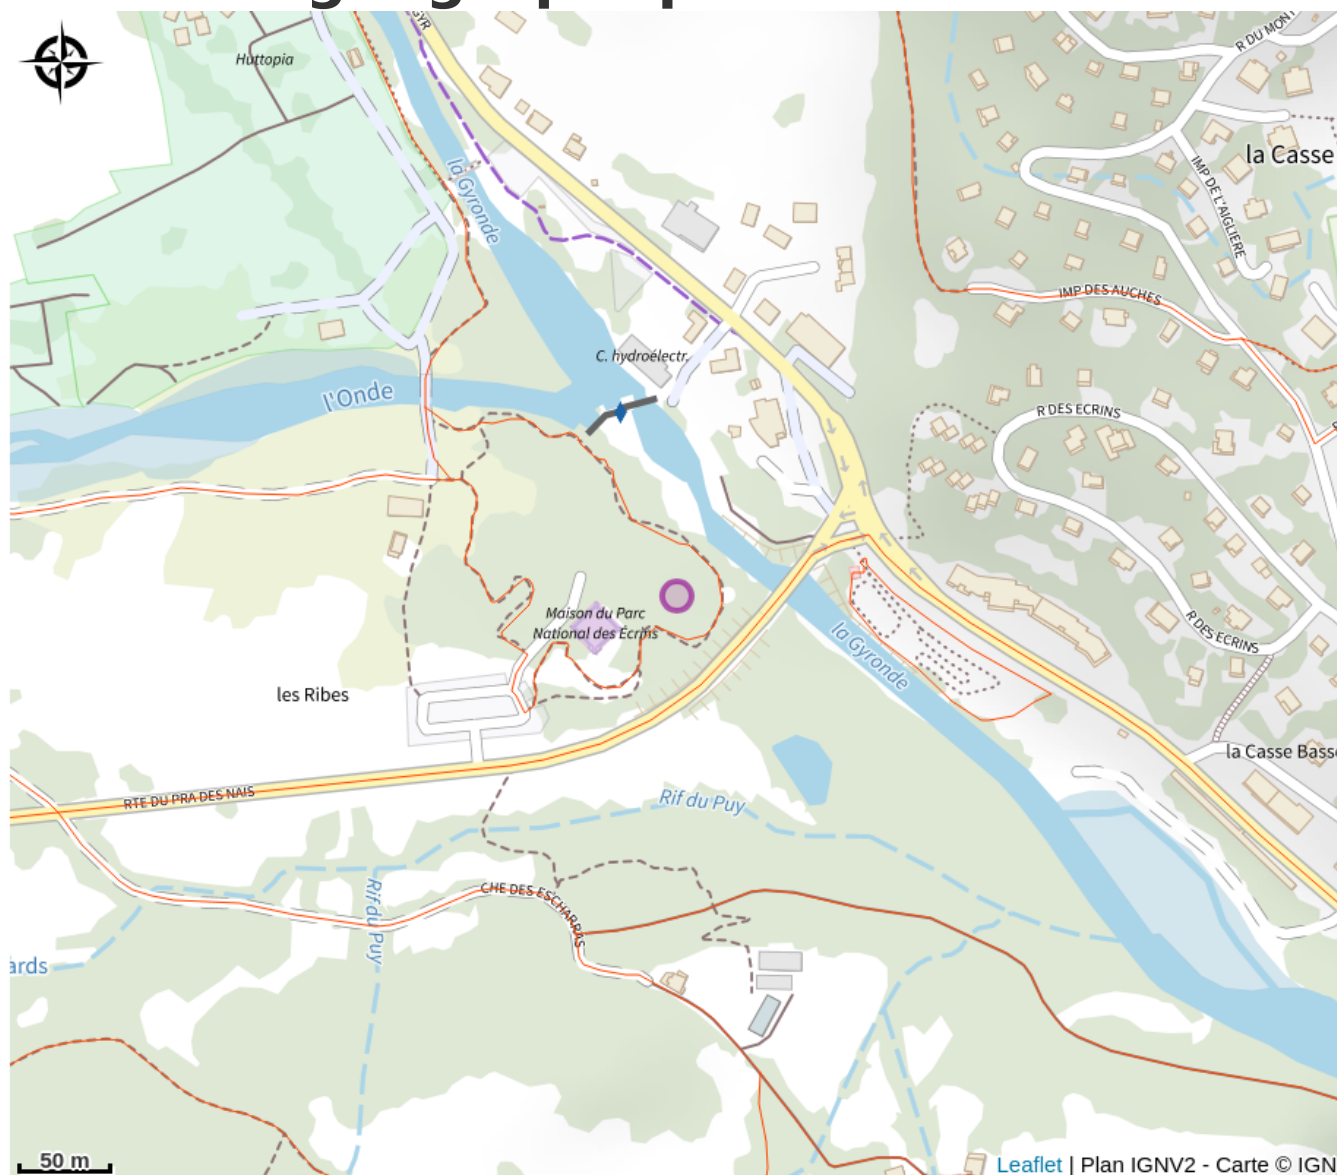 GYR
R DU MONT
Huttopia
la Casse
la Gyronde
IMP DE L'AIGLIERE
IMP DES AUCHES
C. hydroélectr.
l'Onde
R DES ECRINS
Maison du Parc
National des Écrins
R DES ECRINS
la Gyronde
les Ribes
la Casse Basse
RTE DU PRA DES NAIS
Rif du Puy
CHE DES ESCHARRAS
Rif du Puy
ards
50 m
Leaflet | Plan IGNV2 - Carte © IGN